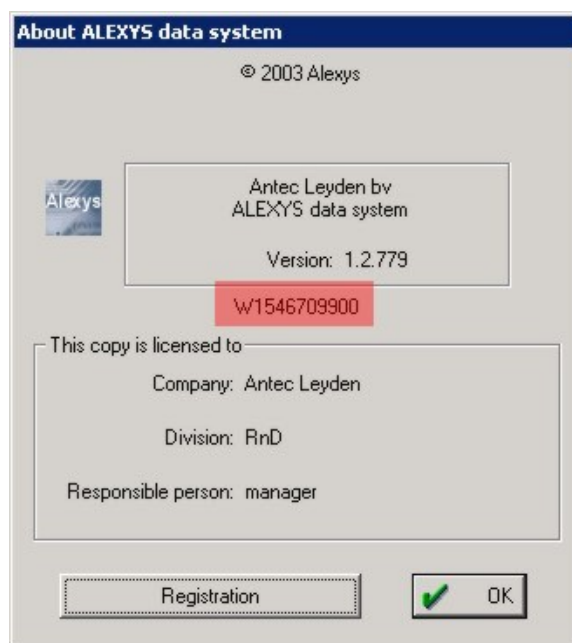 About ALEXYS data system
© 2003 Alexys
Alexys
Antec Leyden bv
ALEXYS data system
Version: 1.2.779
W1546709900
This copy is licensed to
Company: Antec Leyden
Division: RnD
Responsible person: manager
Registration
OK